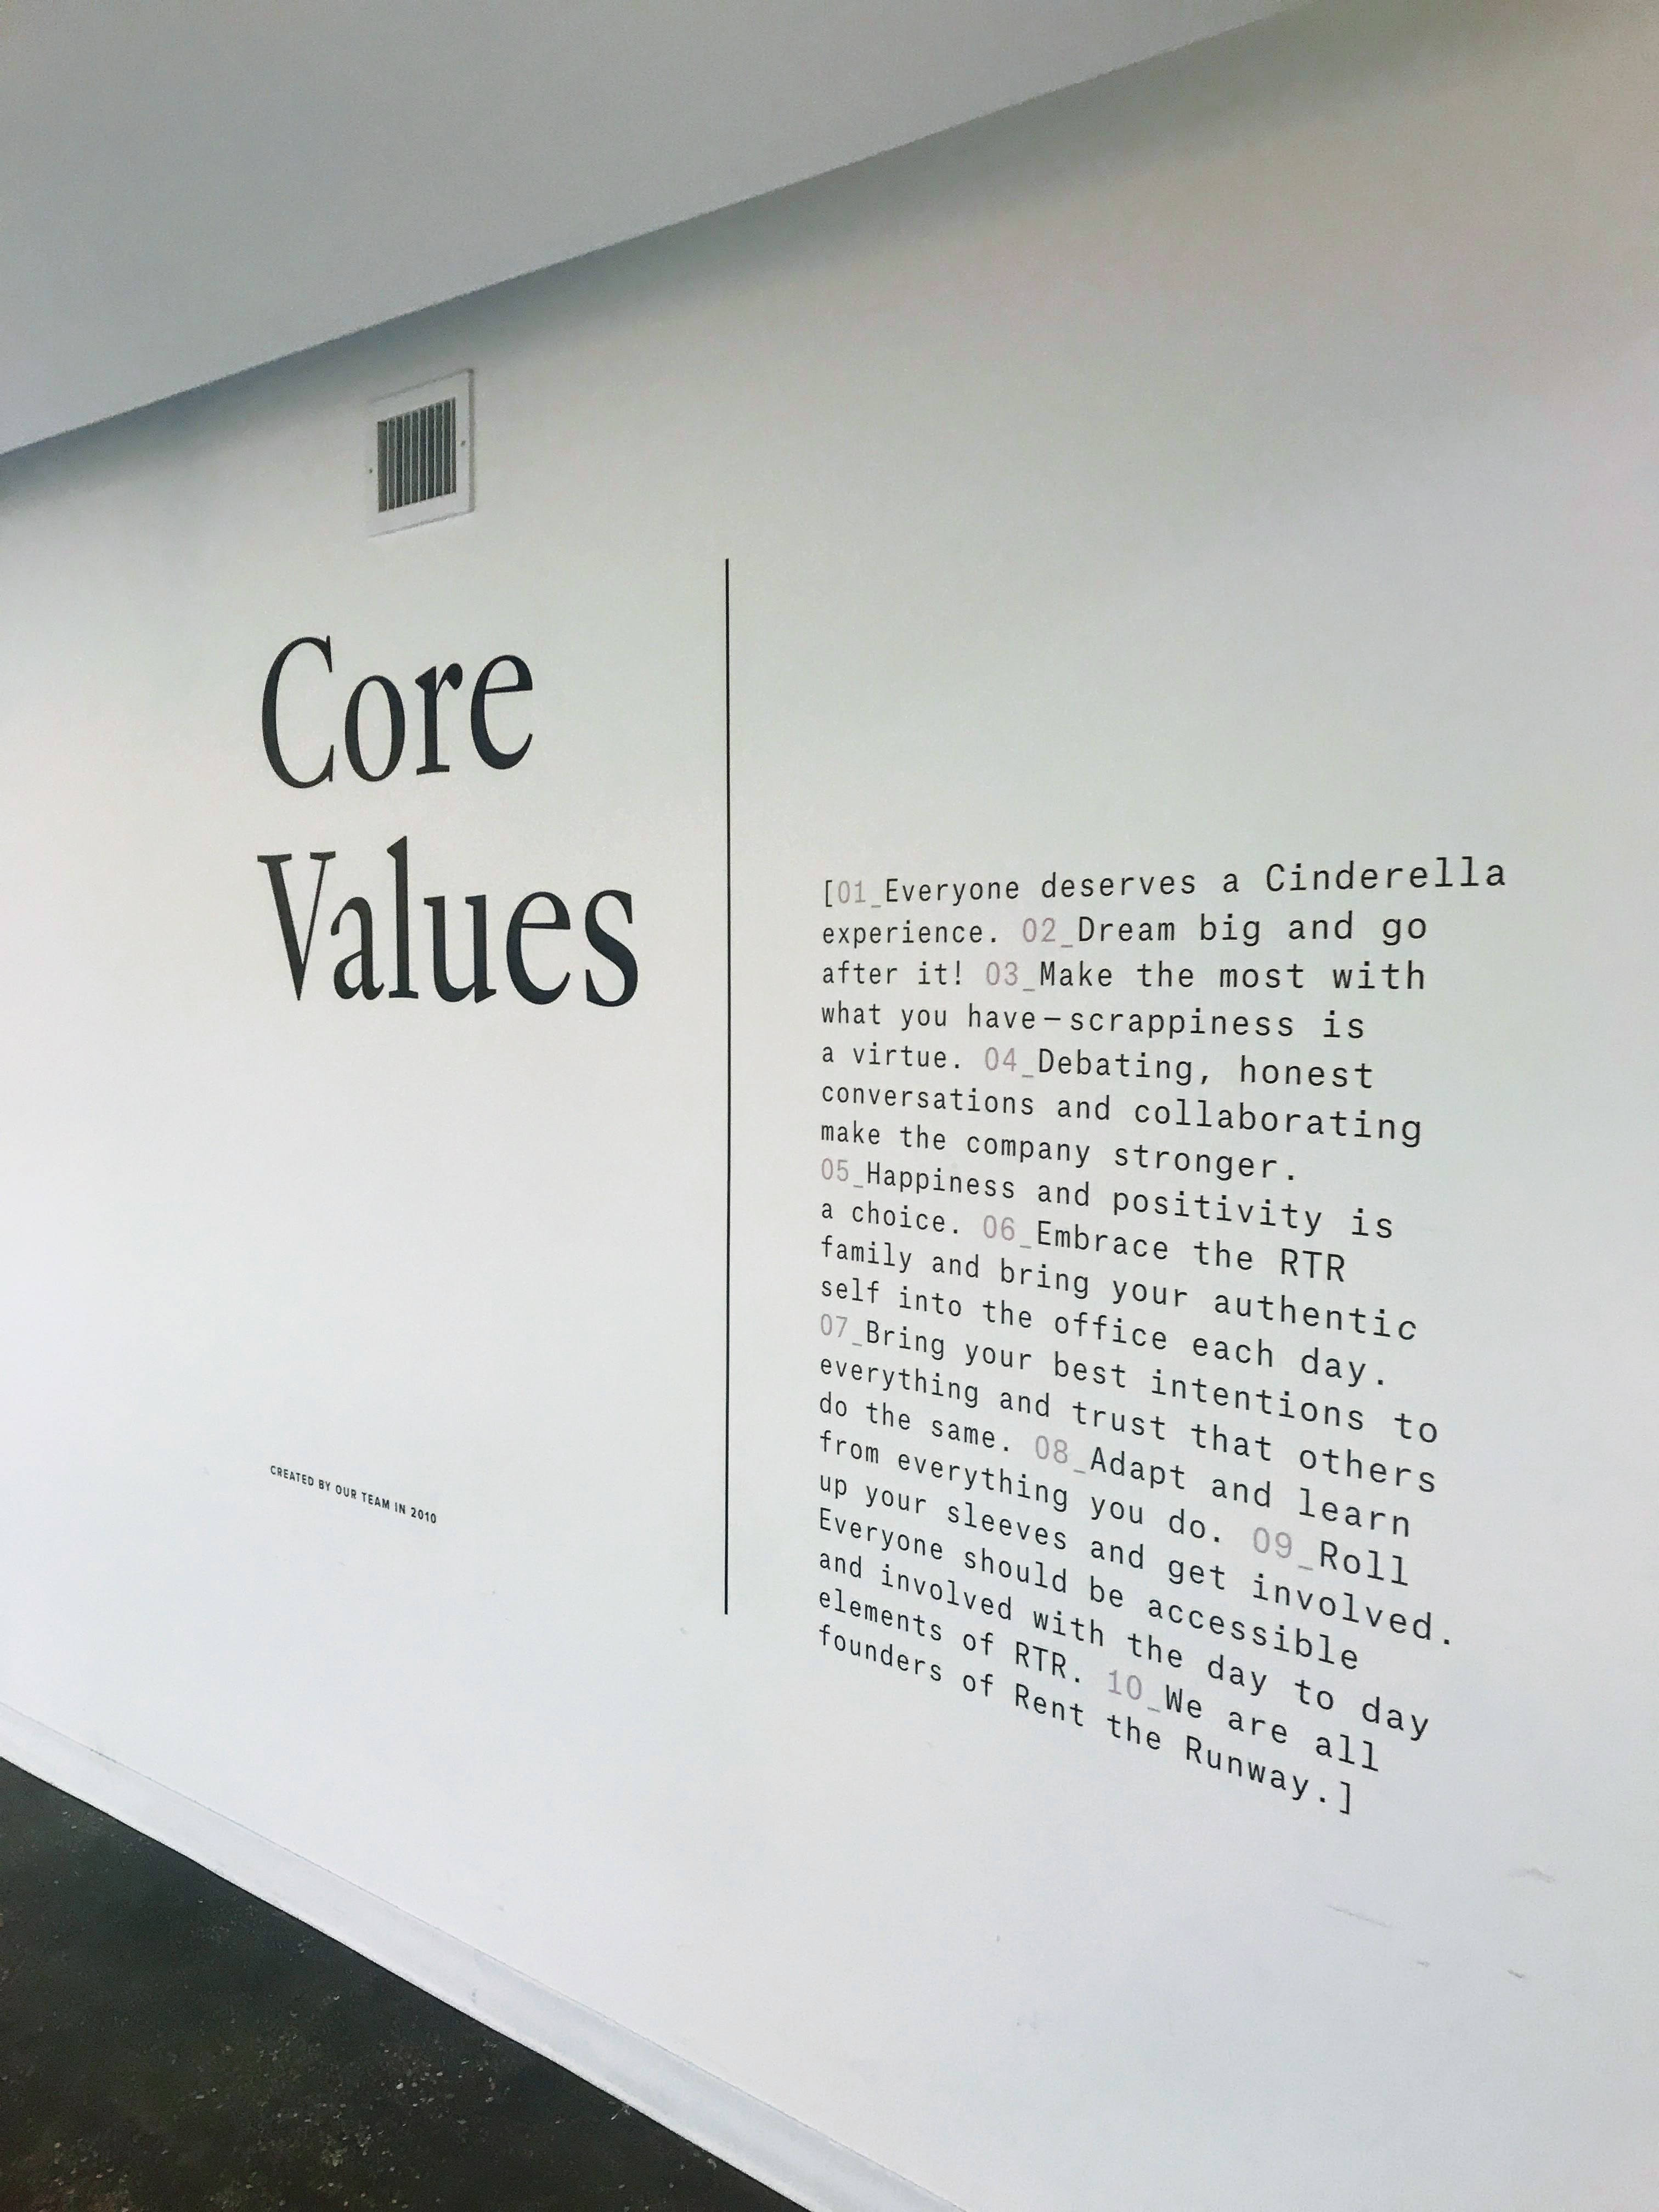 Core
Values
CREATED BY OUR TEAM IN 2010
[01_Everyone deserves a Cinderella
experience. 02_Dream big and go
after it! 03_Make the most with
what you have—scrappiness is
a virtue. 04_Debating, honest
conversations and collaborating
make the company stronger.
05_Happiness and positivity is
a choice. 06_Embrace the RTR
family and bring your authentic
self into the office each day.
07_Bring your best intentions to
everything and trust that others
do the same. 08_Adapt and learn
from everything you do. 09_Roll
up your sleeves and get involved.
Everyone should be accessible
and involved with the day to day
elements of RTR. 10_We are all
founders of Rent the Runway.]